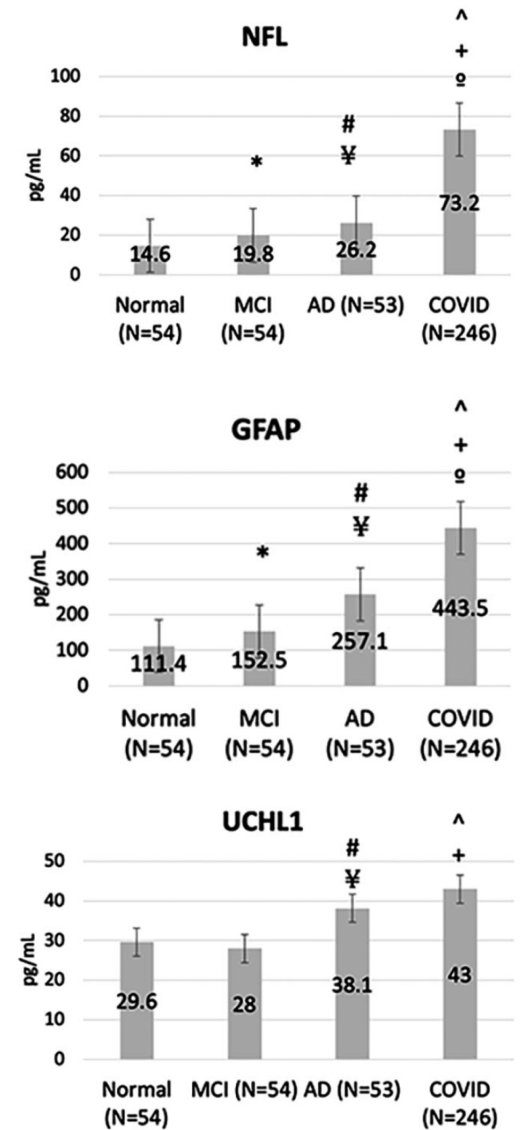 NFL
^
+
º
#
¥
*
pg/mL
100
80
60
40
20
0
14.6
19.8
26.2
73.2
Normal (N=54)
MCI (N=54)
AD (N=53)
COVID (N=246)
GFAP
^
+
º
#
¥
*
pg/mL
600
500
400
300
200
100
0
111.4
152.5
257.1
443.5
Normal (N=54)
MCI (N=54)
AD (N=53)
COVID (N=246)
UCHL1
^
+
#
¥
pg/mL
50
40
30
20
10
0
29.6
28
38.1
43
Normal (N=54)
MCI (N=54)
AD (N=53)
COVID (N=246)